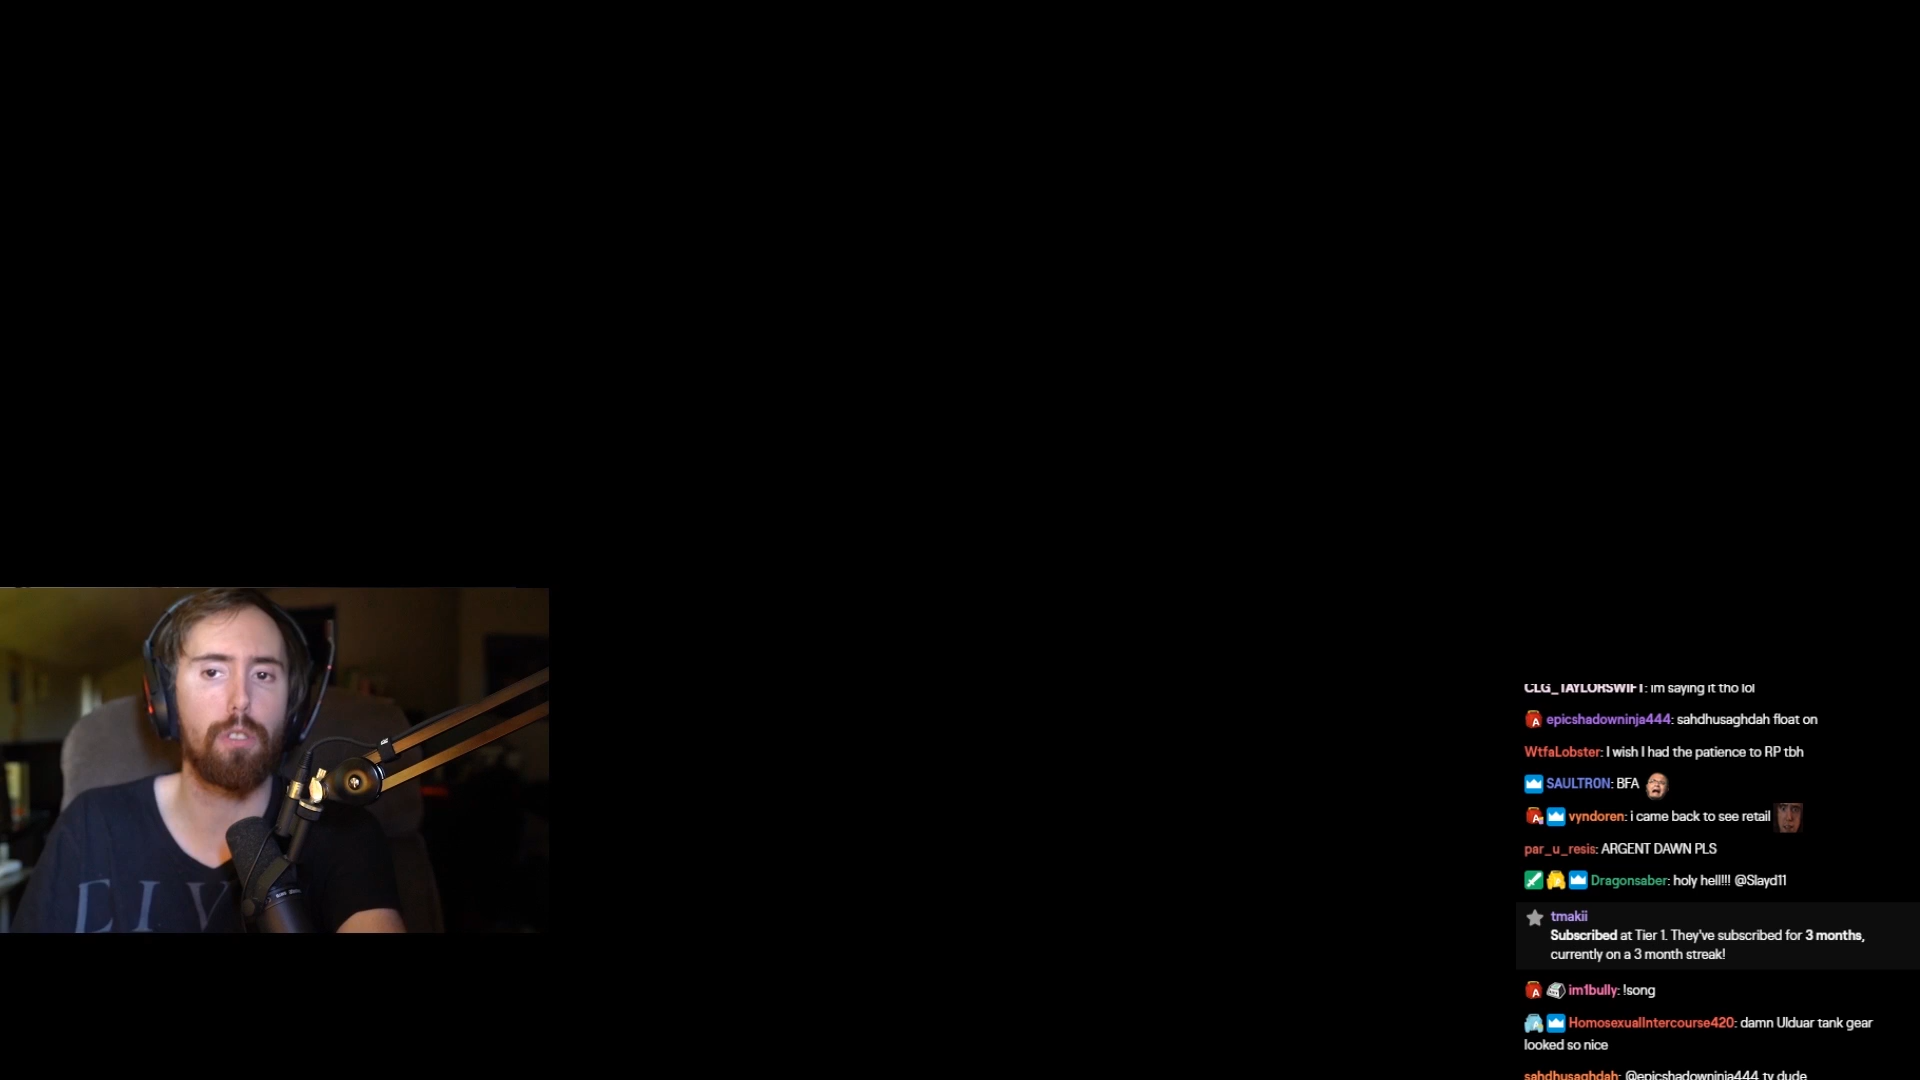 CLG_TAYLORSWIFT: im saying it tho lol
epicshadowninja444: sahdhusaghdah float on
WtfaLobster: I wish I had the patience to RP tbh
SAULTRON: BFA
vyndoren: i came back to see retail
par_u_resis: ARGENT DAWN PLS
Dragonsaber: holy hell!!! @Slayd11
tmakii
Subscribed at Tier 1. They've subscribed for 3 months,
currently on a 3 month streak!
im1bully: !song
HomosexualIntercourse420: damn Ulduar tank gear
looked so nice
sahdhusaghdah: @epicshadowninja444 ty dude
ELV